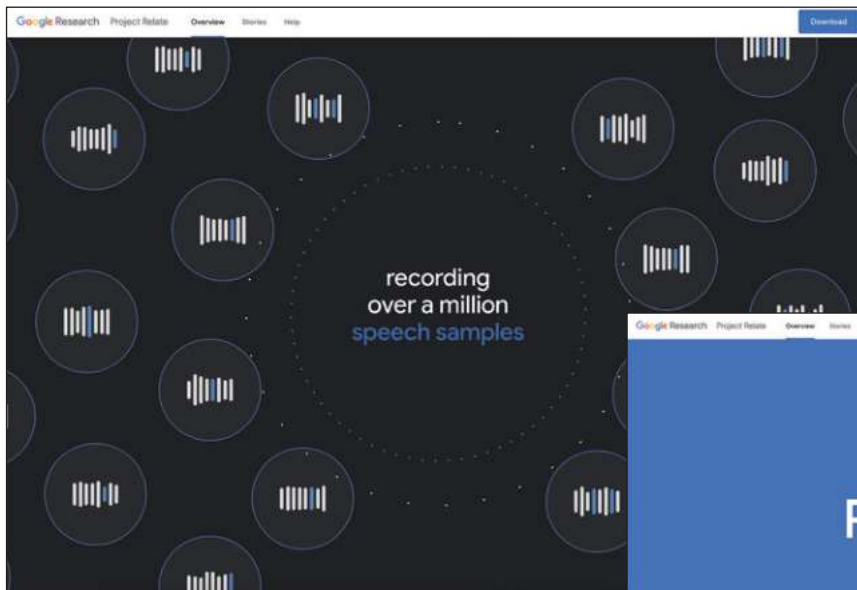 Google Research Project Relate Overview Stories Help Download
recording
over a million
speech samples
Google Research Project Relate Overview Stories